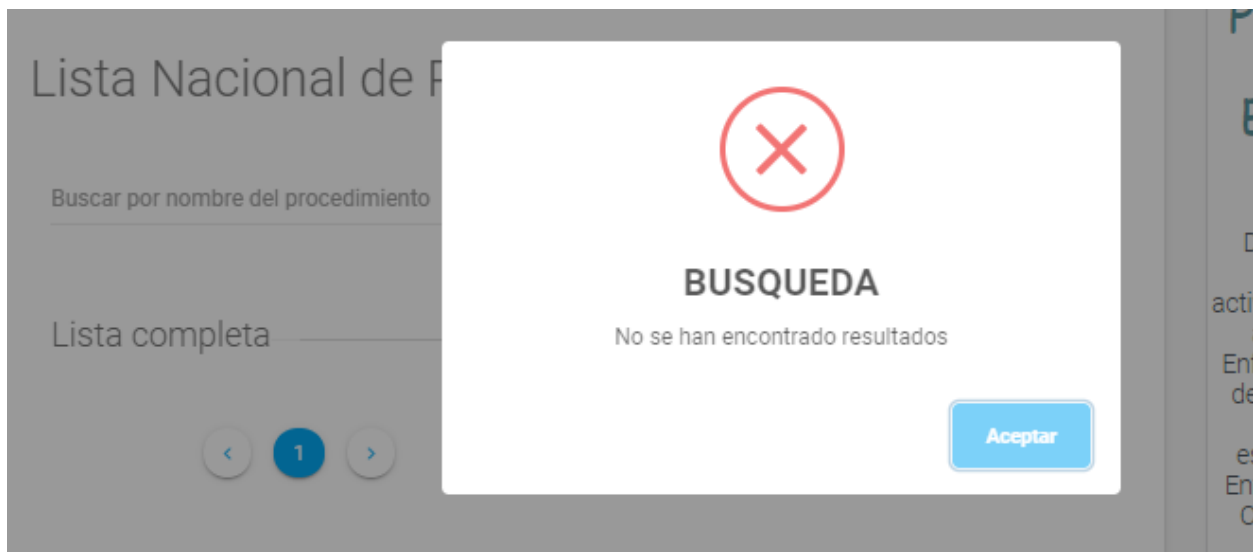 Lista Nacional de
Buscar por nombre del procedimiento
Lista completa
1
BUSQUEDA
No se han encontrado resultados
Aceptar